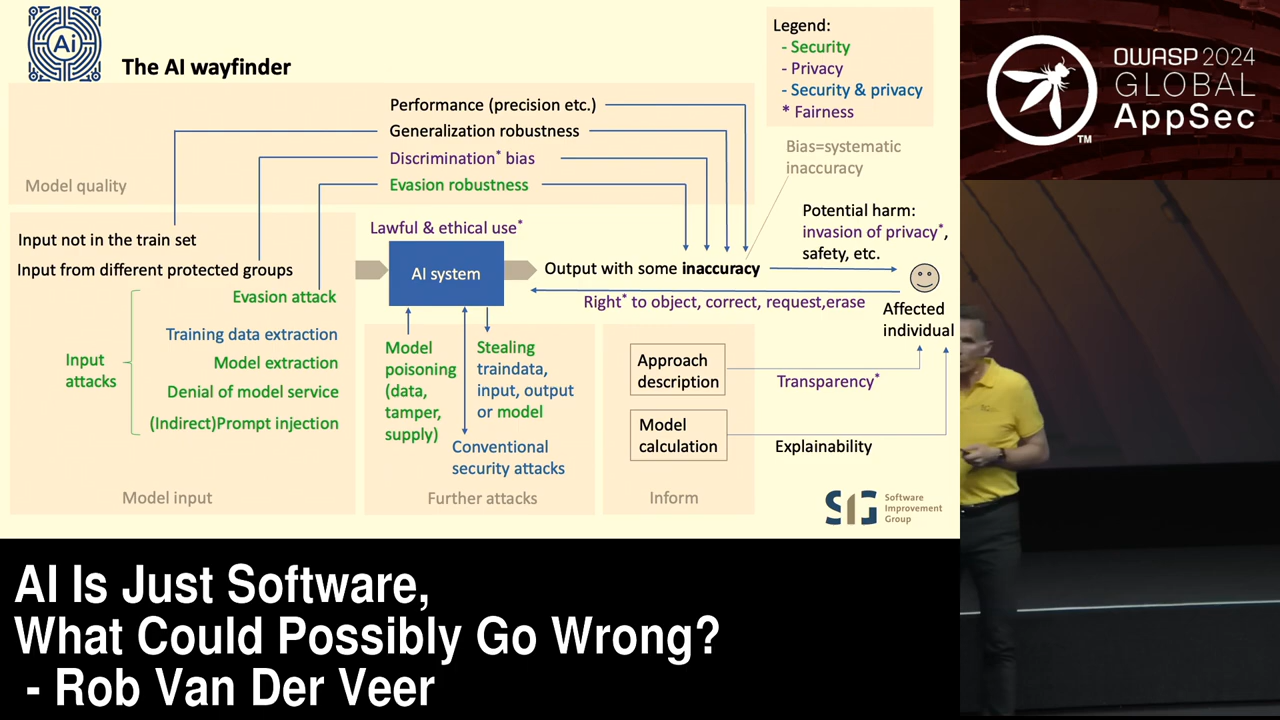 Ai
The AI wayfinder
Legend:
- Security
- Privacy
- Security & privacy
* Fairness
Performance (precision etc.)
Generalization robustness
Discrimination* bias
Evasion robustness
Model quality
Bias=systematic
inaccuracy
Input not in the train set
Input from different protected groups
Evasion attack
Training data extraction
Model extraction
Denial of model service
(Indirect)Prompt injection
Input
attacks
Model input
Lawful & ethical use*
AI system
Output with some inaccuracy
Potential harm:
invasion of privacy*,
safety, etc.
Right* to object, correct, request,erase
Affected
individual
Model
poisoning
(data,
tamper,
supply)
Stealing
traindata,
input, output
or model
Conventional
security attacks
Further attacks
Approach
description
Transparency*
Model
calculation
Explainability
Inform
SIG
Software
Improvement
Group
OWASP 2024
GLOBAL
AppSec
TM
AI Is Just Software,
What Could Possibly Go Wrong?
- Rob Van Der Veer